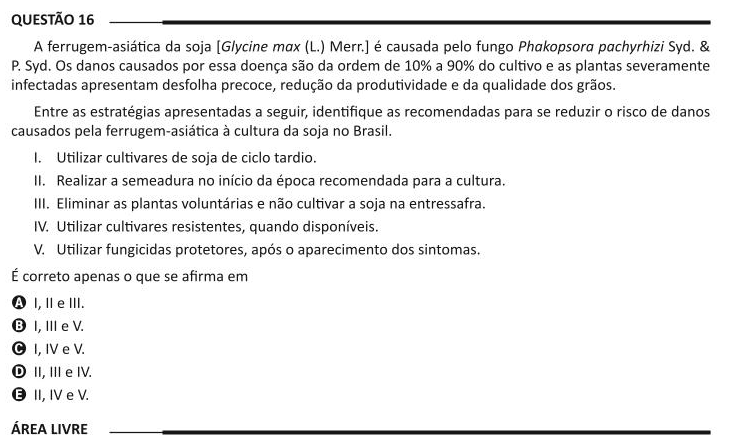 QUESTÃO 16
A ferrugem-asiática da soja [Glycine max (L.) Merr.] é causada pelo fungo Phakopsora pachyrhizi Syd. &
P. Syd. Os danos causados por essa doença são da ordem de 10% a 90% do cultivo e as plantas severamente
infectadas apresentam desfolha precoce, redução da produtividade e da qualidade dos grãos.
Entre as estratégias apresentadas a seguir, identifique as recomendadas para se reduzir o risco de danos
causados pela ferrugem-asiática à cultura da soja no Brasil.
I. Utilizar cultivares de soja de ciclo tardio.
II. Realizar a semeadura no início da época recomendada para a cultura.
III. Eliminar as plantas voluntárias e não cultivar a soja na entressafra.
IV. Utilizar cultivares resistentes, quando disponíveis.
V. Utilizar fungicidas protetores, após o aparecimento dos sintomas.
É correto apenas o que se afirma em
A I, II e III.
B I, III e V.
C I, IV e V.
D II, III e IV.
E II, IV e V.
ÁREA LIVRE